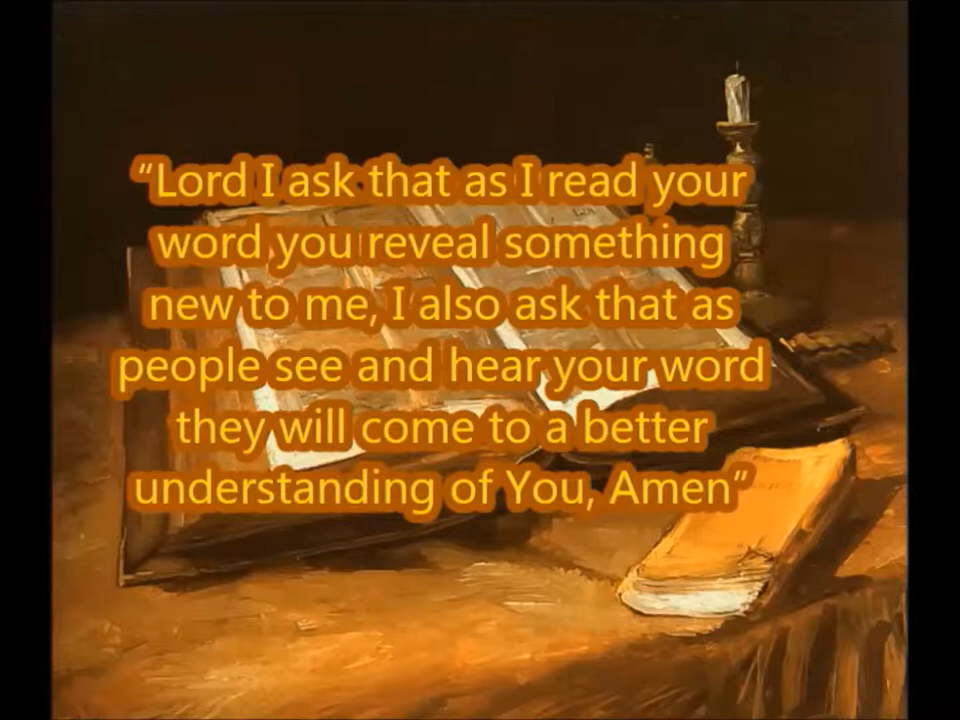 “Lord I ask that as I read your
word you reveal something
new to me, I also ask that as
people see and hear your word
they will come to a better
understanding of You, Amen”